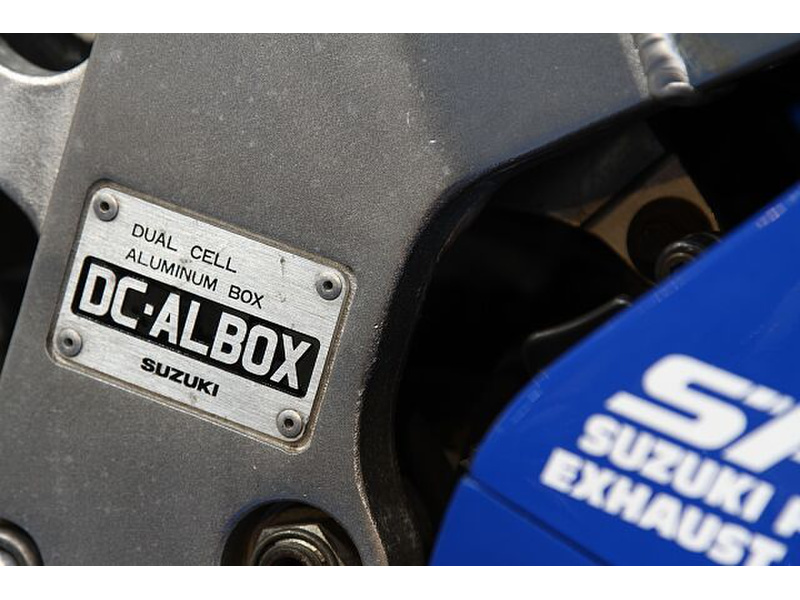 DUAL CELL
ALUMINUM BOX
DC·ALBOX
SUZUKI
SUZUKI
EXHAUST